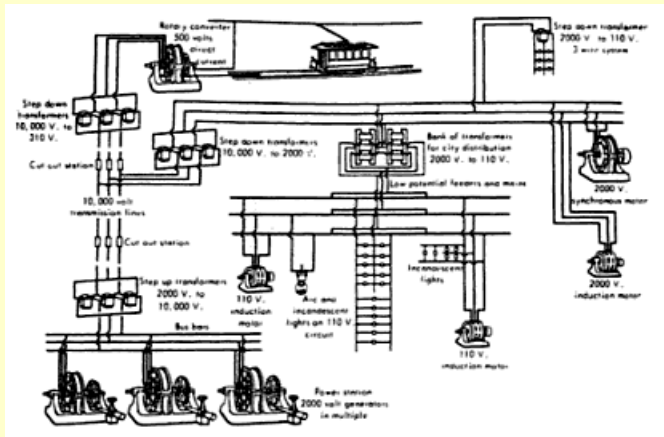 Rotary converter
500 volts
direct
current
Step down transformer
2000 V. to 110 V.
3 wire system
Step down
transformers
10,000 V. to
310 V.
Step down transformers
10,000 V. to 2000 V.
Bank of transformers
for city distribution
2000 V. to 110 V.
Cut out station
2000 V.
synchronous motor
Low potential feeders and mains
10,000 volt
transmission lines
Cut out station
Incandescent
lights
2000 V.
induction motor
Step up transformers
2000 V. to
10,000 V.
110 V.
induction
motor
Arc and
incandescent
lights on 110 V.
circuit
110 V.
induction motor
Bus bars
Power station
2000 volt generators
in multiple